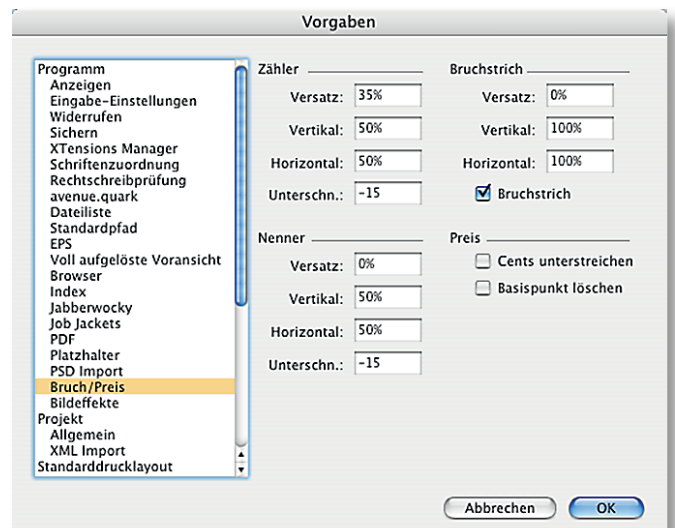 Vorgaben
Programm
Anzeigen
Eingabe-Einstellungen
Widerrufen
Sichern
XTensions Manager
Schriftenzuordnung
Rechtschreibprüfung
avenue.quark
Dateiliste
Standardpfad
EPS
Voll aufgelöste Voransicht
Browser
Index
Jabberwocky
Job Jackets
PDF
Platzhalter
PSD Import
Bruch/Preis
Bildeffekte
Projekt
Allgemein
XML Import
Standarddrucklayout
Zähler
Versatz: 35%
Vertikal: 50%
Horizontal: 50%
Unterschn.: -15
Nenner
Versatz: 0%
Vertikal: 50%
Horizontal: 50%
Unterschn.: -15
Bruchstrich
Versatz: 0%
Vertikal: 100%
Horizontal: 100%
Bruchstrich
Preis
Cents unterstreichen
Basispunkt löschen
Abbrechen
OK